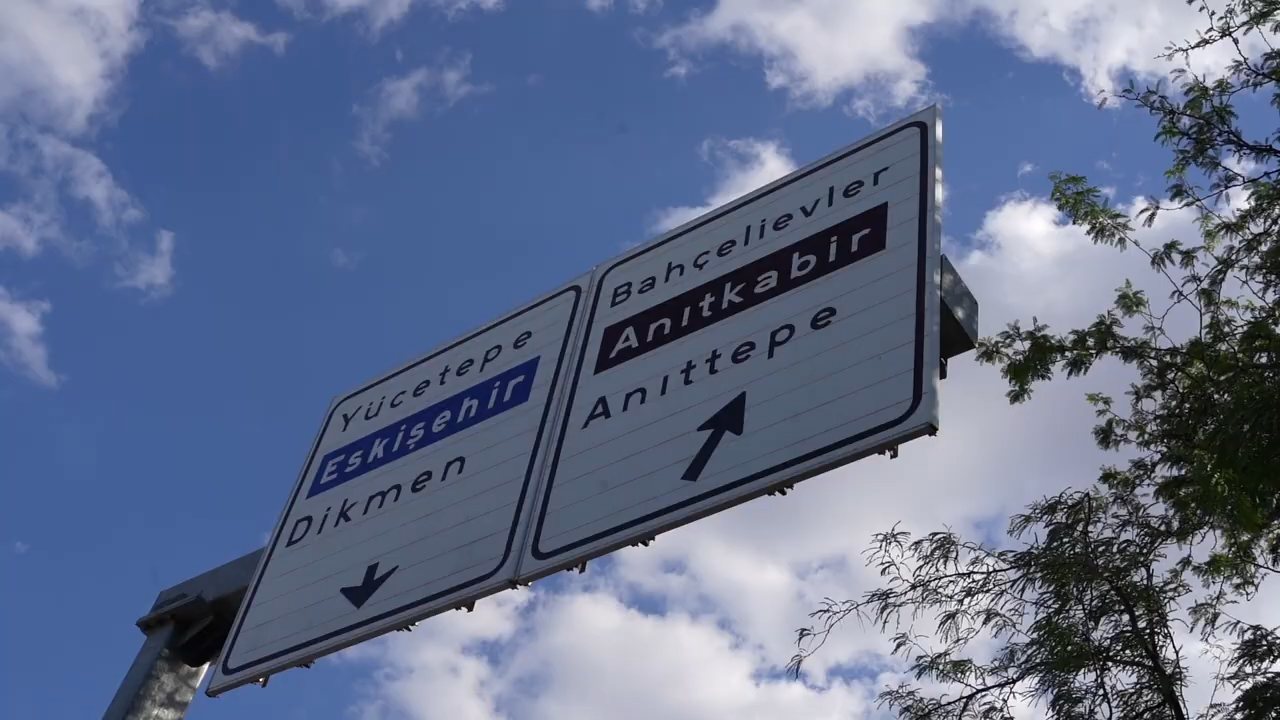 Yücetepe
Eskişehir
Dikmen
Bahçelievler
Anıtkabir
Anıttepe